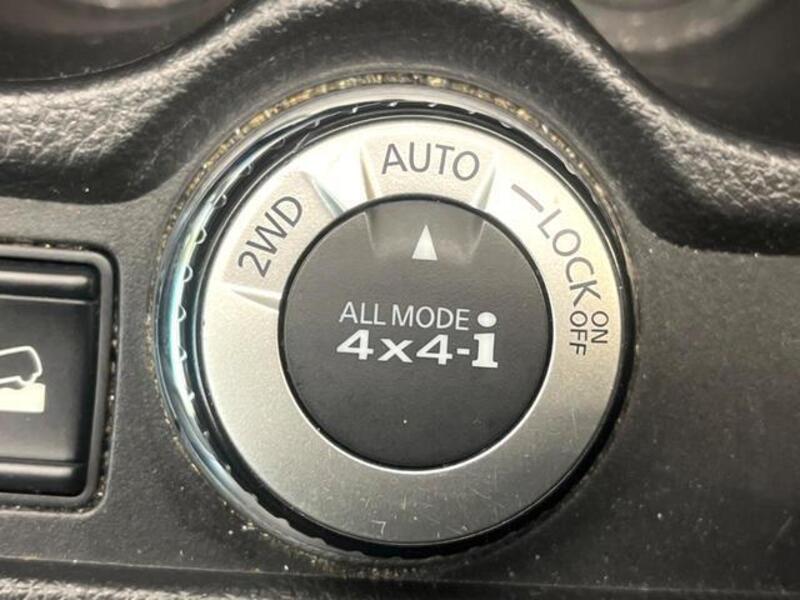 2WD
AUTO
LOCK
ON
OFF
ALL MODE
4x4-i